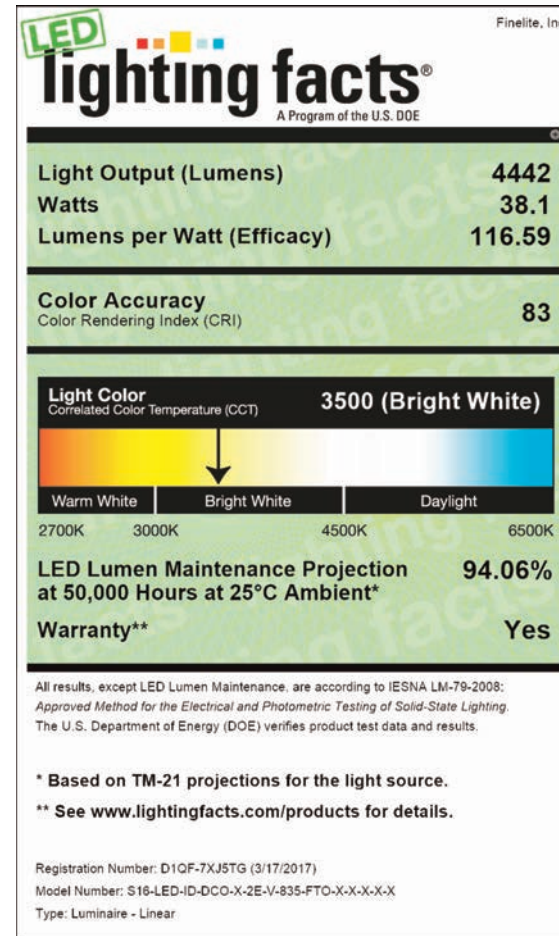 Finelite, In
LED
lighting facts®
A Program of the U.S. DOE
Light Output (Lumens) 4442
Watts 38.1
Lumens per Watt (Efficacy) 116.59
Color Accuracy
Color Rendering Index (CRI) 83
Light Color
Correlated Color Temperature (CCT) 3500 (Bright White)
Warm White Bright White Daylight
2700K 3000K 4500K 6500K
LED Lumen Maintenance Projection
at 50,000 Hours at 25°C Ambient* 94.06%
Warranty** Yes
All results, except LED Lumen Maintenance, are according to IESNA LM-79-2008:
Approved Method for the Electrical and Photometric Testing of Solid-State Lighting.
The U.S. Department of Energy (DOE) verifies product test data and results.
* Based on TM-21 projections for the light source.
** See www.lightingfacts.com/products for details.
Registration Number: D1QF-7XJ5TG (3/17/2017)
Model Number: S16-LED-ID-DCO-X-2E-V-835-FTO-X-X-X-X-X
Type: Luminaire - Linear